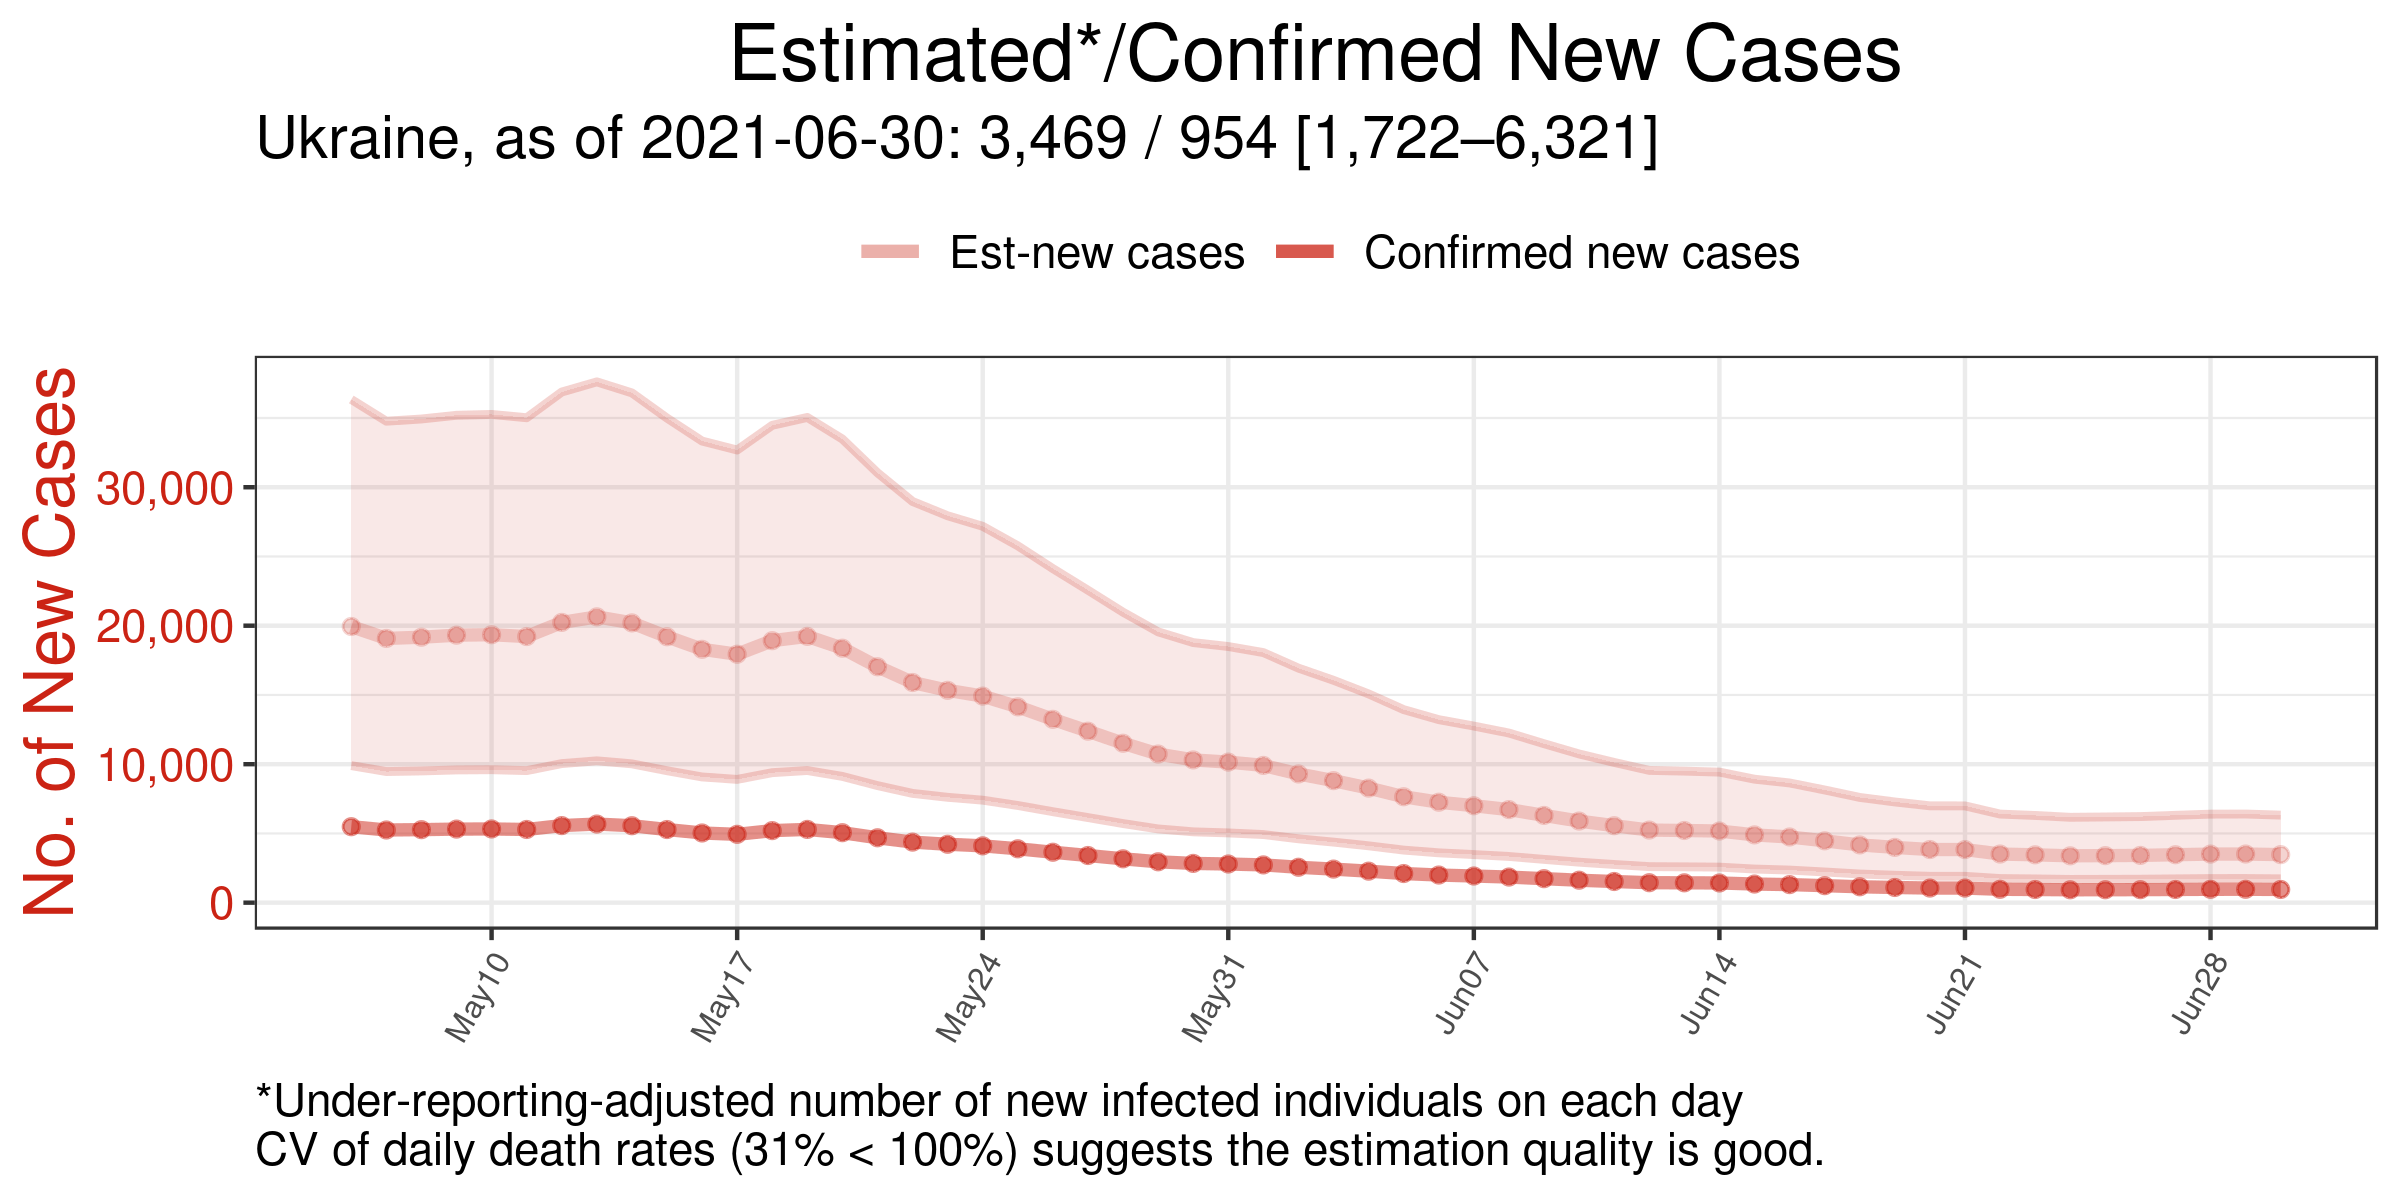 Estimated*/Confirmed New Cases
Ukraine, as of 2021-06-30: 3,469 / 954 [1,722–6,321]
Est-new cases Confirmed new cases
No. of New Cases
30,000
20,000
10,000
0
May10 May17 May24 May31 Jun07 Jun14 Jun21 Jun28
*Under-reporting-adjusted number of new infected individuals on each day
CV of daily death rates (31% < 100%) suggests the estimation quality is good.